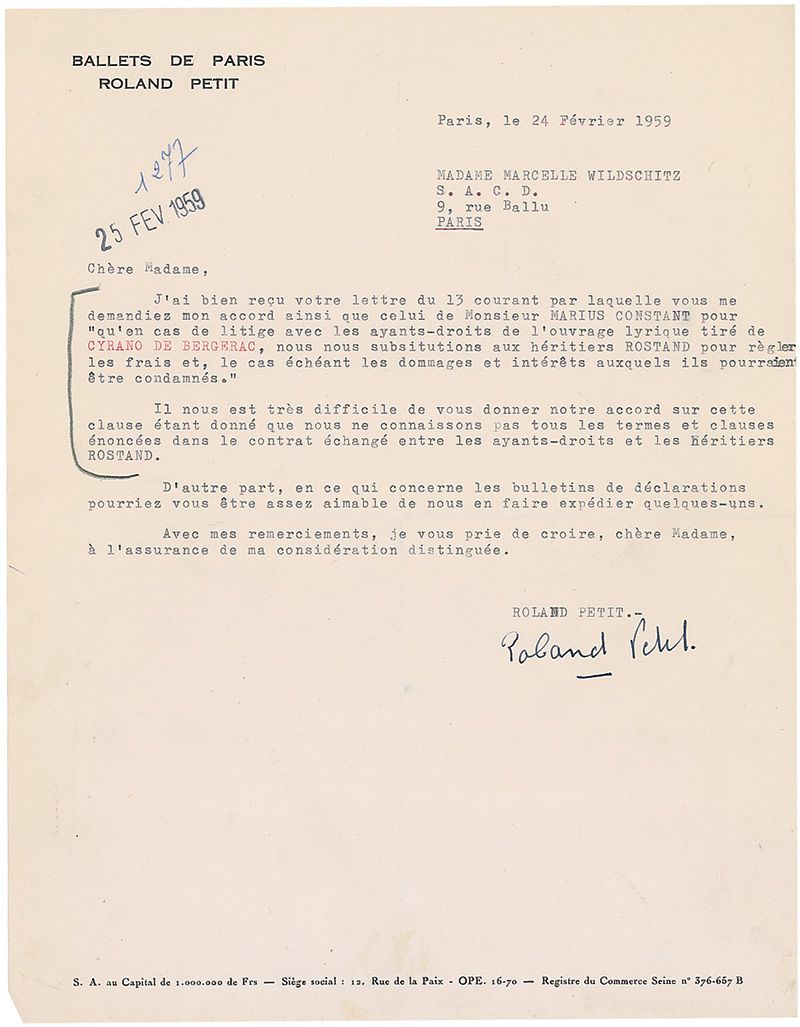 BALLETS DE PARIS
ROLAND PETIT
Paris, le 24 Février 1959
1277
25 FEV. 1959
MADAME MARCELLE WILDSCHITZ
S. A. C. D.
9, rue Ballu
PARIS
Chère Madame,
J'ai bien reçu votre lettre du 13 courant par laquelle vous me
demandiez mon accord ainsi que celui de Monsieur MARIUS CONSTANT pour
"qu'en cas de litige avec les ayants-droits de l'ouvrage lyrique tiré de
CYRANO DE BERGERAC, nous nous subsitutions aux héritiers ROSTAND pour règler
les frais et, le cas échéant les dommages et intérêts auxquels ils pourraient
être condamnés."
Il nous est très difficile de vous donner notre accord sur cette
clause étant donné que nous ne connaissons pas tous les termes et clauses
énoncées dans le contrat échangé entre les ayants-droits et les héritiers
ROSTAND.
D'autre part, en ce qui concerne les bulletins de déclarations
pourriez vous être assez aimable de nous en faire expédier quelques-uns.
Avec mes remerciements, je vous prie de croire, chère Madame,
à l'assurance de ma considération distinguée.
ROLAND PETIT.-
Roland Petit.
S. A. au Capital de 1.000.000 de Frs — Siège social : 12, Rue de la Paix - OPE. 16-70 — Registre du Commerce Seine n° 376-657 B